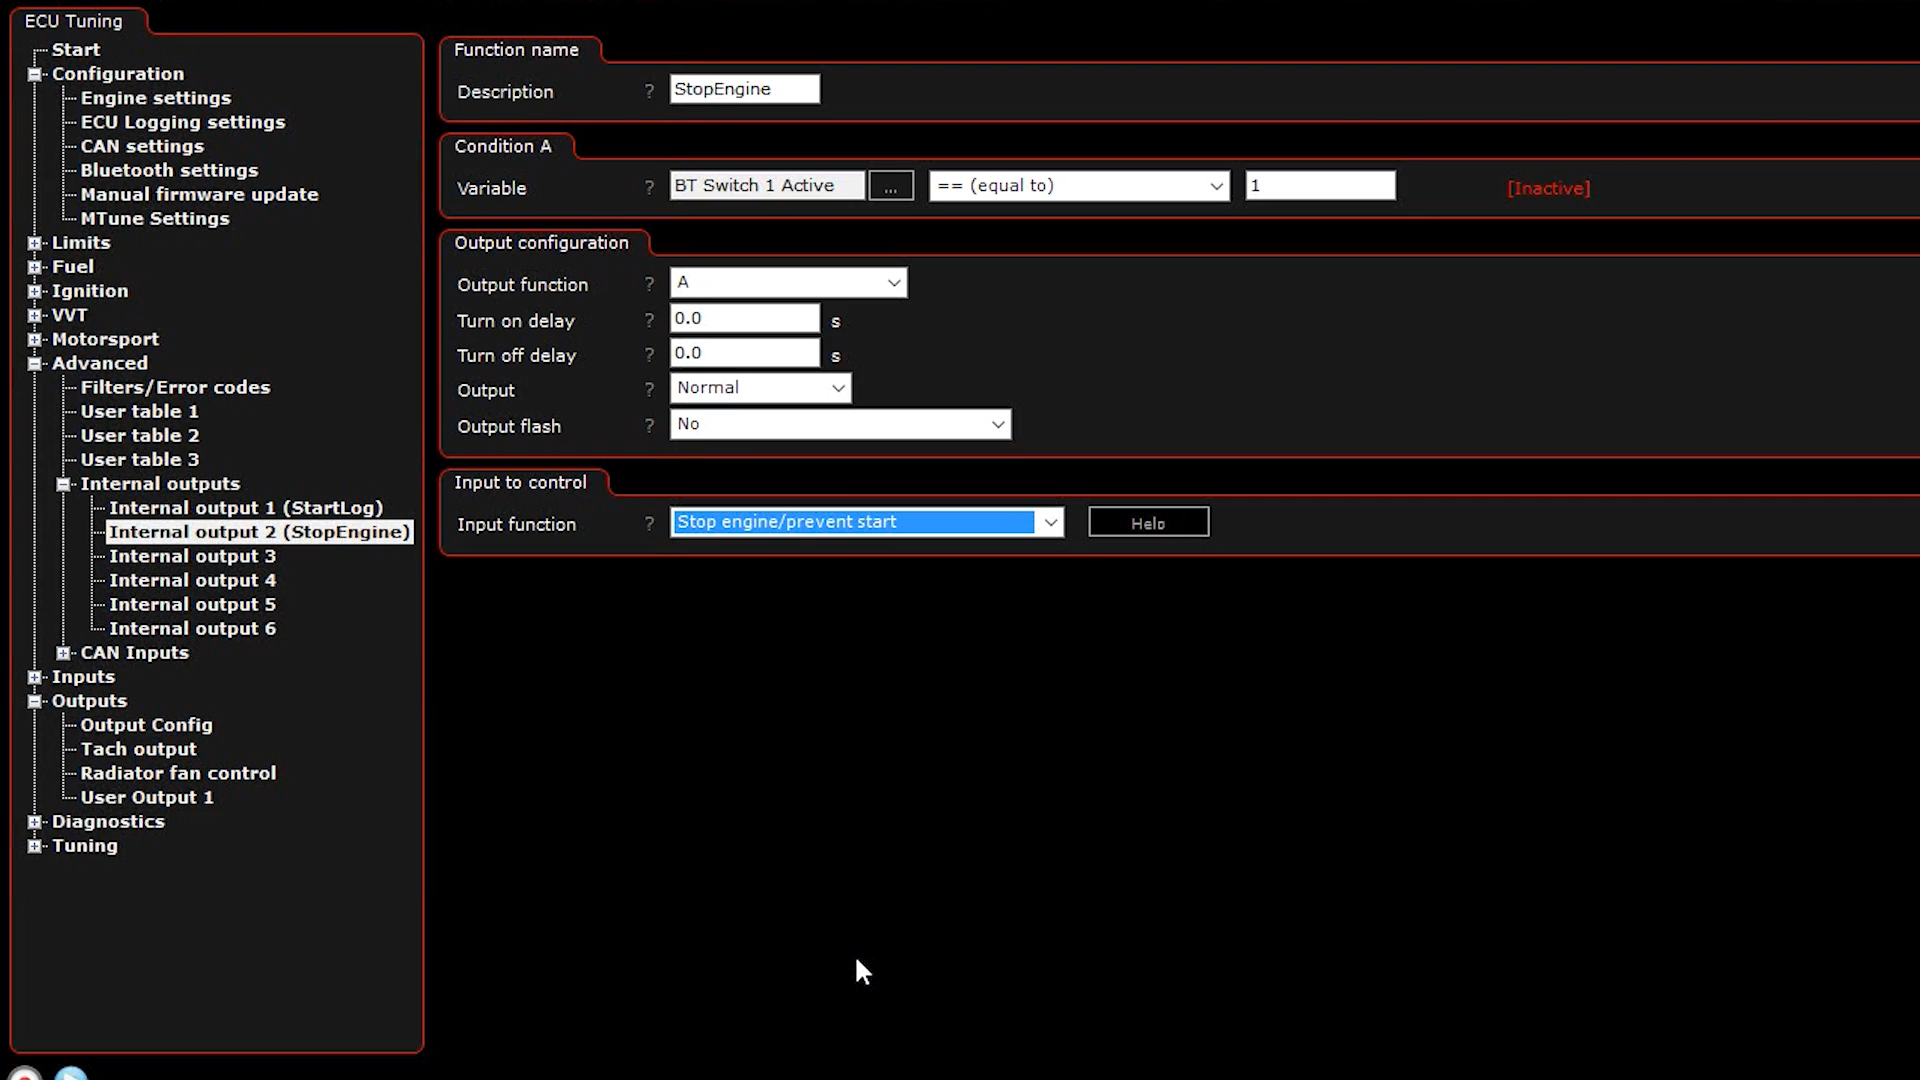 ECU Tuning
Start
Configuration
Engine settings
ECU Logging settings
CAN settings
Bluetooth settings
Manual firmware update
MTune Settings
Limits
Fuel
Ignition
VVT
Motorsport
Advanced
Filters/Error codes
User table 1
User table 2
User table 3
Internal outputs
Internal output 1 (StartLog)
Internal output 2 (StopEngine)
Internal output 3
Internal output 4
Internal output 5
Internal output 6
CAN Inputs
Inputs
Outputs
Output Config
Tach output
Radiator fan control
User Output 1
Diagnostics
Tuning
Function name
Description ? StopEngine
Condition A
Variable ? BT Switch 1 Active ... == (equal to) 1 [Inactive]
Output configuration
Output function ? A
Turn on delay ? 0.0 s
Turn off delay ? 0.0 s
Output ? Normal
Output flash ? No
Input to control
Input function ? Stop engine/prevent start Help